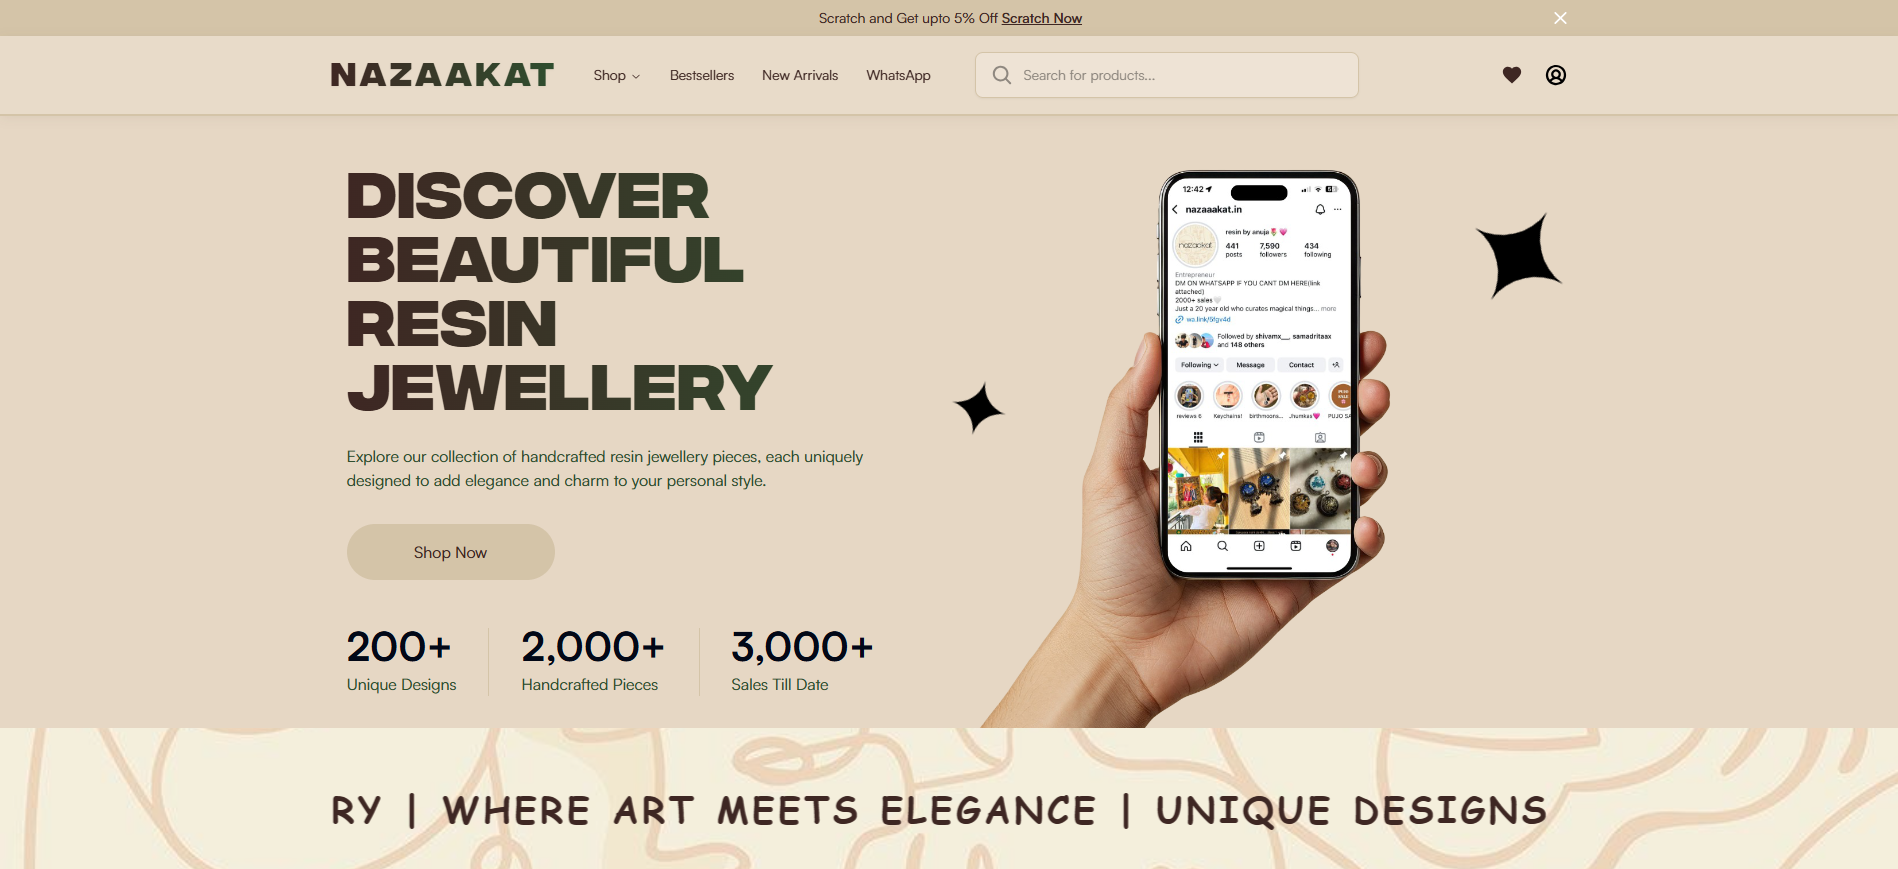 Scratch and Get upto 5% Off Scratch Now
NAZAAKAT
Shop
Bestsellers
New Arrivals
WhatsApp
Search for products...
DISCOVER
BEAUTIFUL
RESIN
JEWELLERY
Explore our collection of handcrafted resin jewellery pieces, each uniquely
designed to add elegance and charm to your personal style.
Shop Now
200+
Unique Designs
2,000+
Handcrafted Pieces
3,000+
Sales Till Date
12:42
nazaaakat.in
nazaakat
resin by anuja
441 7,590 434
posts followers following
Entrepreneur
DM ON WHATSAPP IF YOU CANT DM HERE(link
attached)
2000+ sales
Just a 20 year old who curates magical things... more
wa.link/5fgv4d
Followed by shivamx__, samadritaax
and 148 others
Following Message Contact
reviews 6 Keychains! birthmoons... Jhumkas PUJO SA
RY | WHERE ART MEETS ELEGANCE | UNIQUE DESIGNS